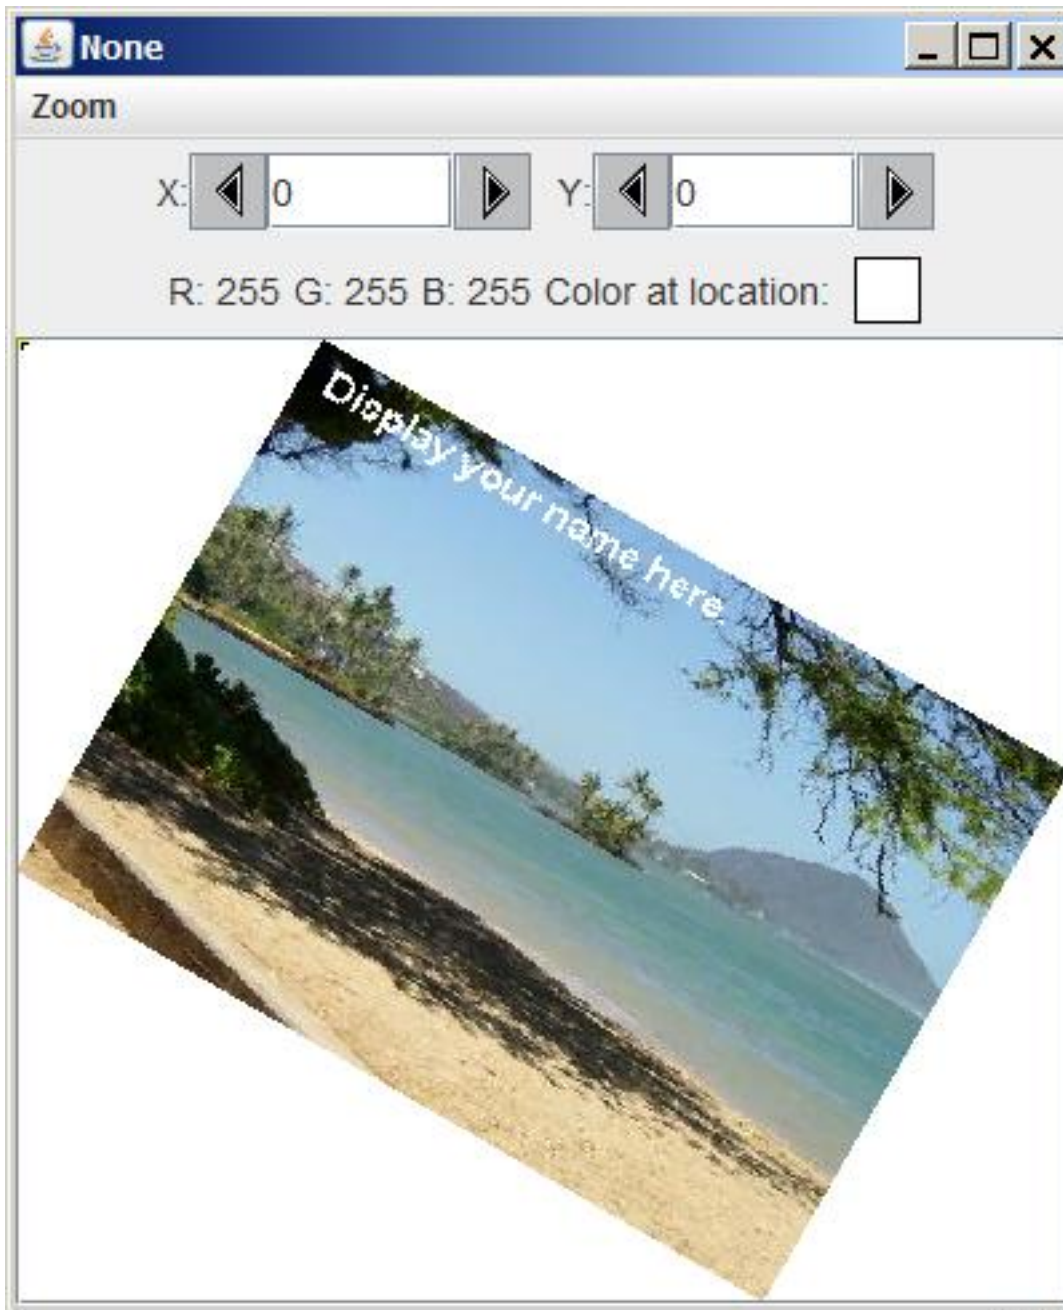 None
Zoom
X: 0 Y: 0
R: 255 G: 255 B: 255 Color at location:
Display your name here.